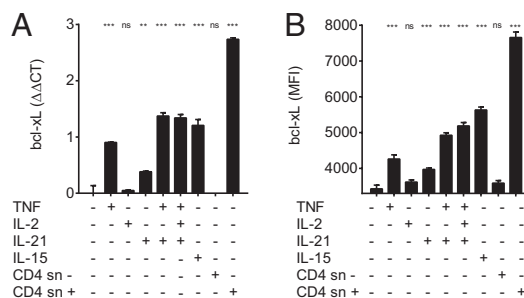 A
*** ns ** *** *** *** ns ***
bcl-xL (ΔΔCT)
3
2
1
0
TNF - + - - + + - - -
IL-2 - - + - - + - - -
IL-21 - - - + + + - - -
IL-15 - - - - - - + - -
CD4 sn - - - - - - - - + -
CD4 sn + - - - - - - - - +
B
*** ns *** *** *** *** ns ***
bcl-xL (MFI)
8000
7000
6000
5000
4000
TNF - + - - + + - - -
IL-2 - - + - - + - - -
IL-21 - - - + + + - - -
IL-15 - - - - - - + - -
CD4 sn - - - - - - - - + -
CD4 sn + - - - - - - - - +